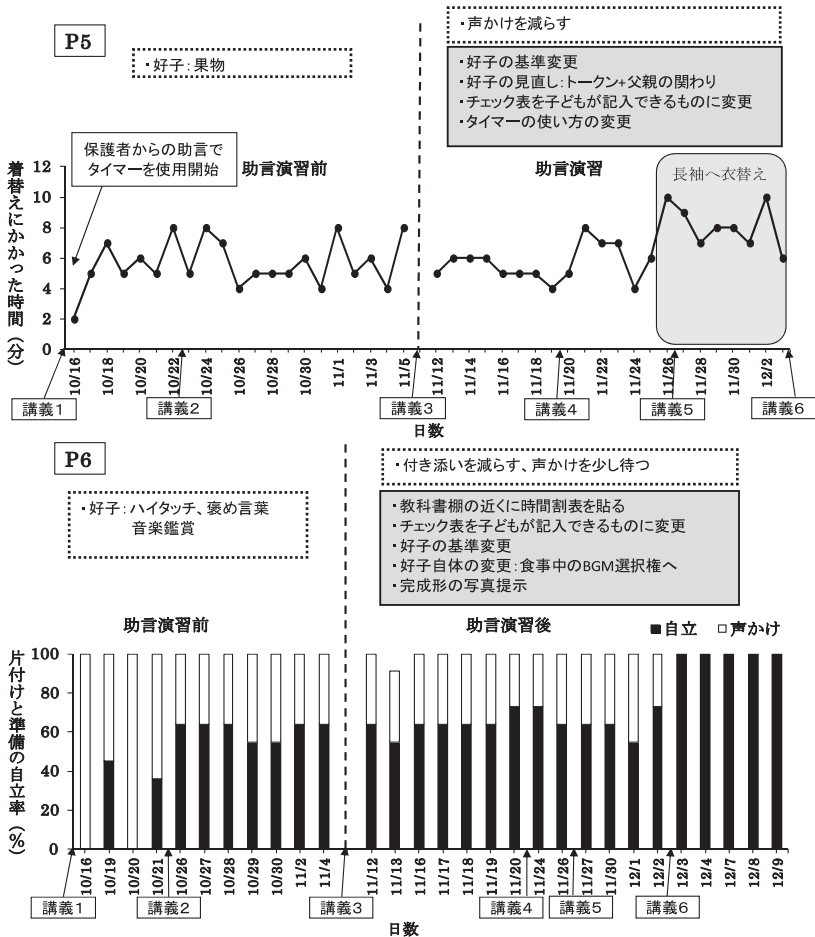 P5
・好子：果物
・声かけを減らす
・好子の基準変更
・好子の見直し：トークン+父親の関わり
・チェック表を子どもが記入できるものに変更
・タイマーの使い方の変更
保護者からの助言で
タイマーを使用開始
助言演習前
助言演習
長袖へ衣替え
着替えにかかった時間（分）
12
10
8
6
4
2
0
10/16
10/18
10/20
10/22
10/24
10/26
10/28
10/30
11/1
11/3
11/5
11/12
11/14
11/16
11/18
11/20
11/22
11/24
11/26
11/28
11/30
12/2
講義１
講義２
講義３
講義４
講義５
講義６
日数
P6
・好子：ハイタッチ、褒め言葉
音楽鑑賞
・付き添いを減らす、声かけを少し待つ
・教科書棚の近くに時間割表を貼る
・チェック表を子どもが記入できるものに変更
・好子の基準変更
・好子自体の変更：食事中のBGM選択権へ
・完成形の写真提示
助言演習前
助言演習後
■自立 □声かけ
片付けと準備の自立率（%）
100
80
60
40
20
0
10/16
10/19
10/20
10/21
10/26
10/27
10/28
10/29
10/30
11/2
11/4
11/12
11/13
11/16
11/17
11/18
11/19
11/20
11/24
11/26
11/27
11/30
12/1
12/2
12/3
12/4
12/7
12/8
12/9
講義１
講義２
講義３
講義４
講義５
講義６
日数